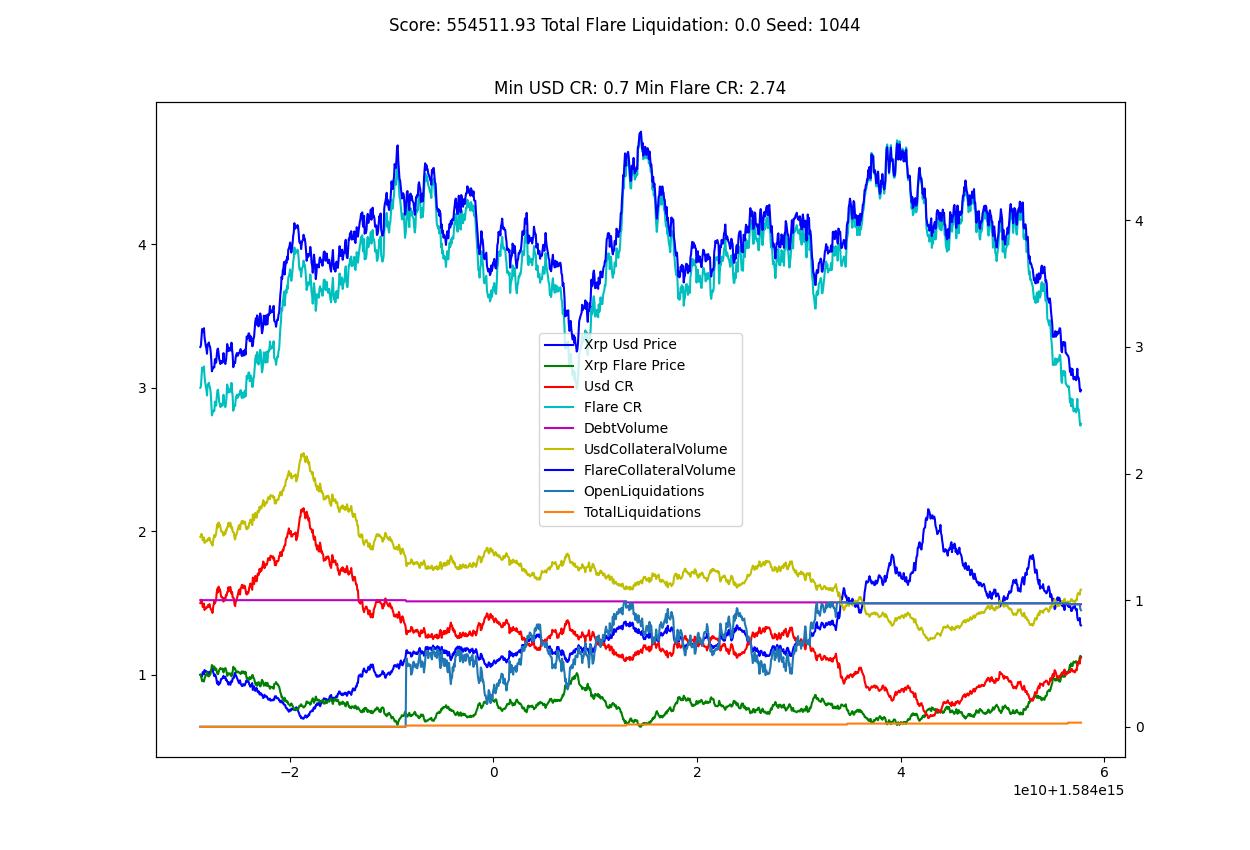 Score: 554511.93 Total Flare Liquidation: 0.0 Seed: 1044
Min USD CR: 0.7 Min Flare CR: 2.74
4
3
2
1
4
3
2
1
0
Xrp Usd Price
Xrp Flare Price
Usd CR
Flare CR
DebtVolume
UsdCollateralVolume
FlareCollateralVolume
OpenLiquidations
TotalLiquidations
−2
0
2
4
6
1e10+1.584e15